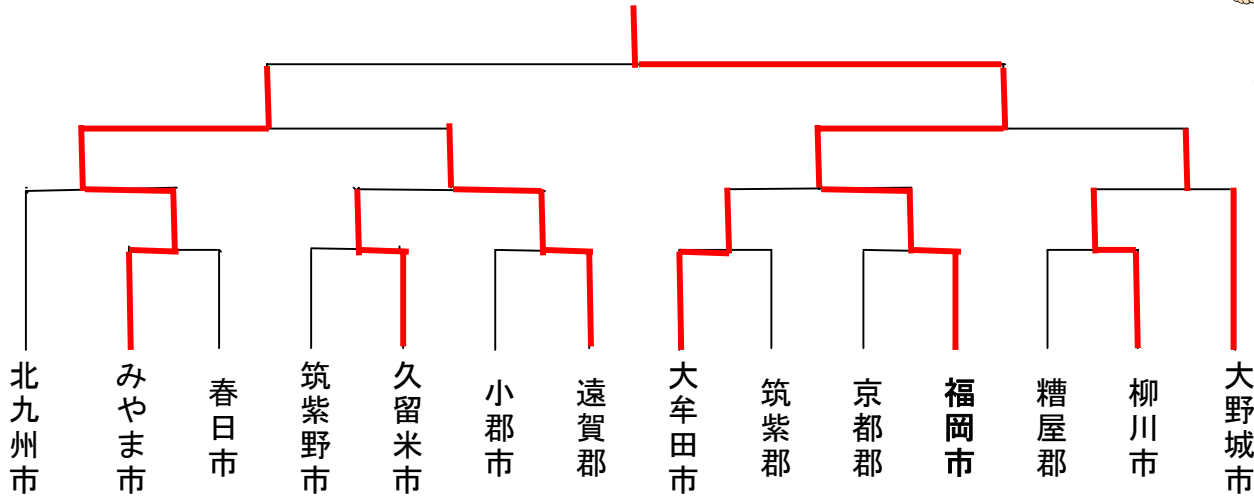 北九州市
みやま市
春日市
筑紫野市
久留米市
小郡市
遠賀郡
大牟田市
筑紫郡
京都郡
福岡市
糟屋郡
柳川市
大野城市